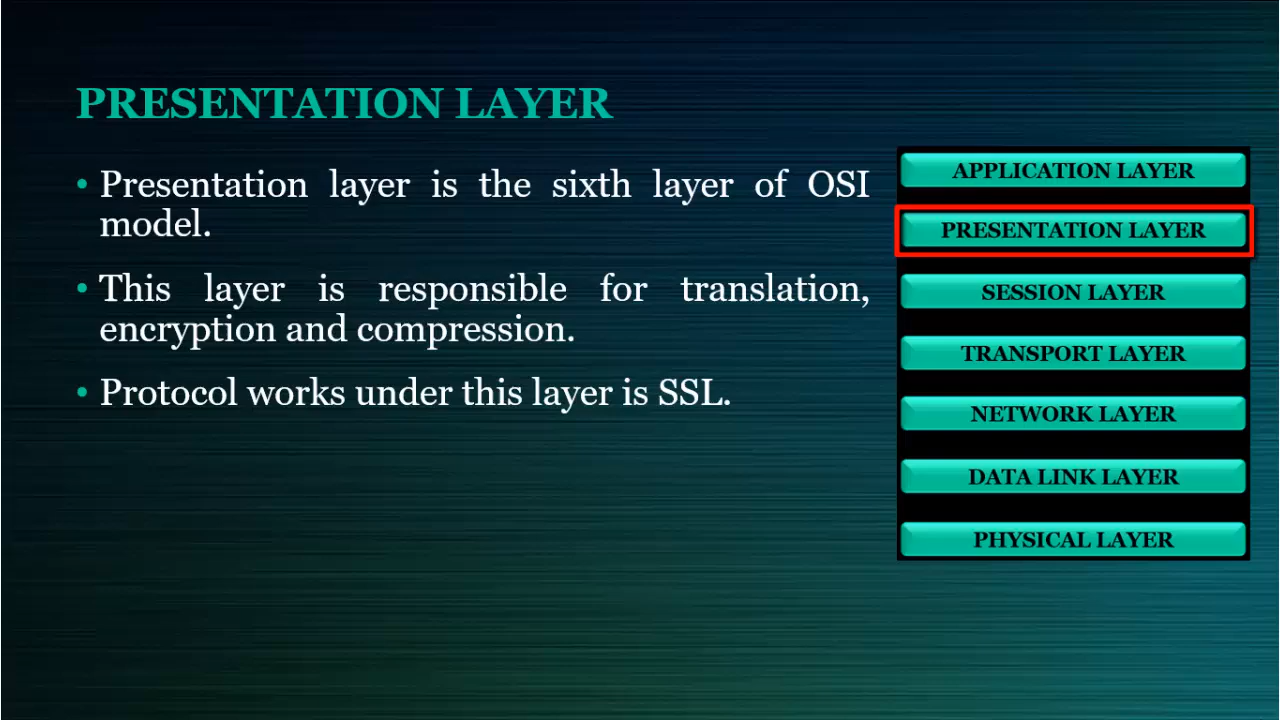 PRESENTATION LAYER
• Presentation layer is the sixth layer of OSI
model.
• This layer is responsible for translation,
encryption and compression.
• Protocol works under this layer is SSL.
APPLICATION LAYER
PRESENTATION LAYER
SESSION LAYER
TRANSPORT LAYER
NETWORK LAYER
DATA LINK LAYER
PHYSICAL LAYER